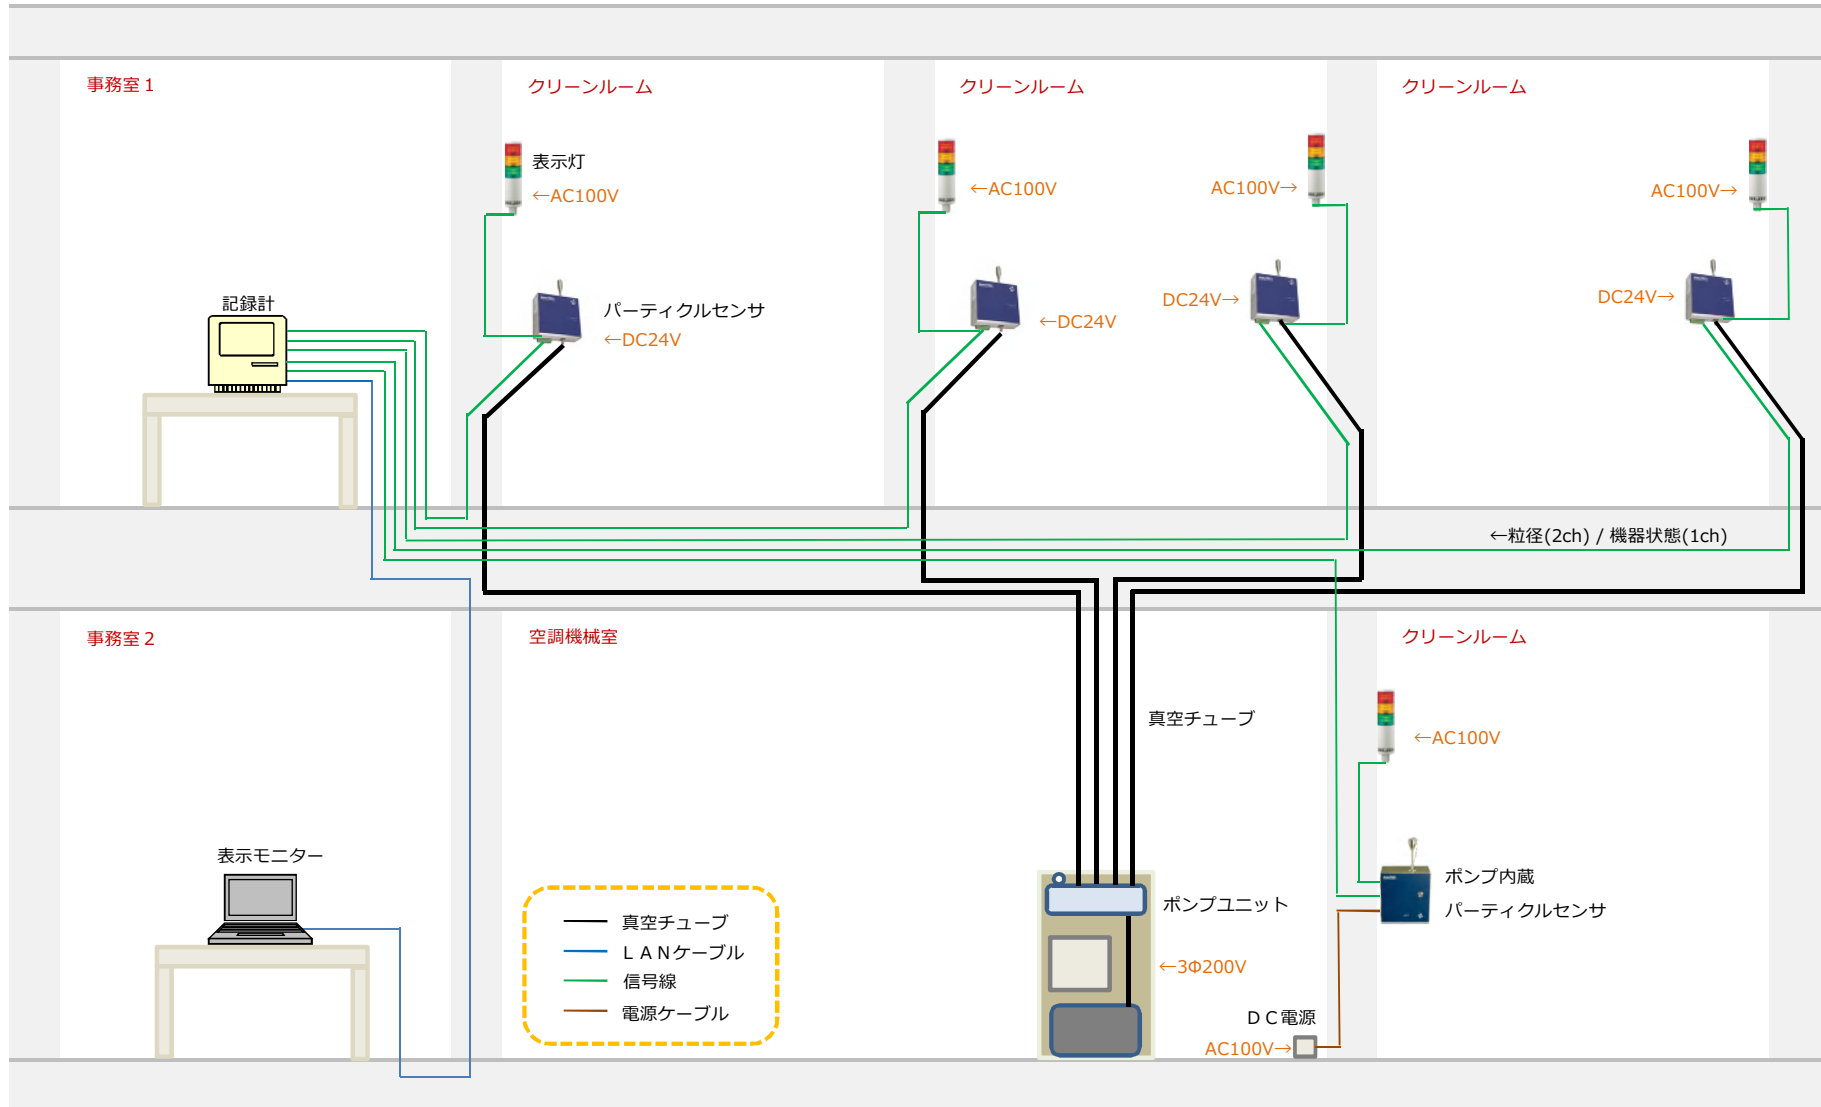 事務室１
クリーンルーム
クリーンルーム
クリーンルーム
表示灯
←AC100V
←AC100V
AC100V→
AC100V→
記録計
パーティクルセンサ
←DC24V
←DC24V
DC24V→
DC24V→
←粒径(2ch) / 機器状態(1ch)
事務室２
空調機械室
クリーンルーム
真空チューブ
←AC100V
表示モニター
ポンプ内蔵
パーティクルセンサ
ポンプユニット
真空チューブ
ＬＡＮケーブル
信号線
電源ケーブル
←3Φ200V
ＤＣ電源
AC100V→